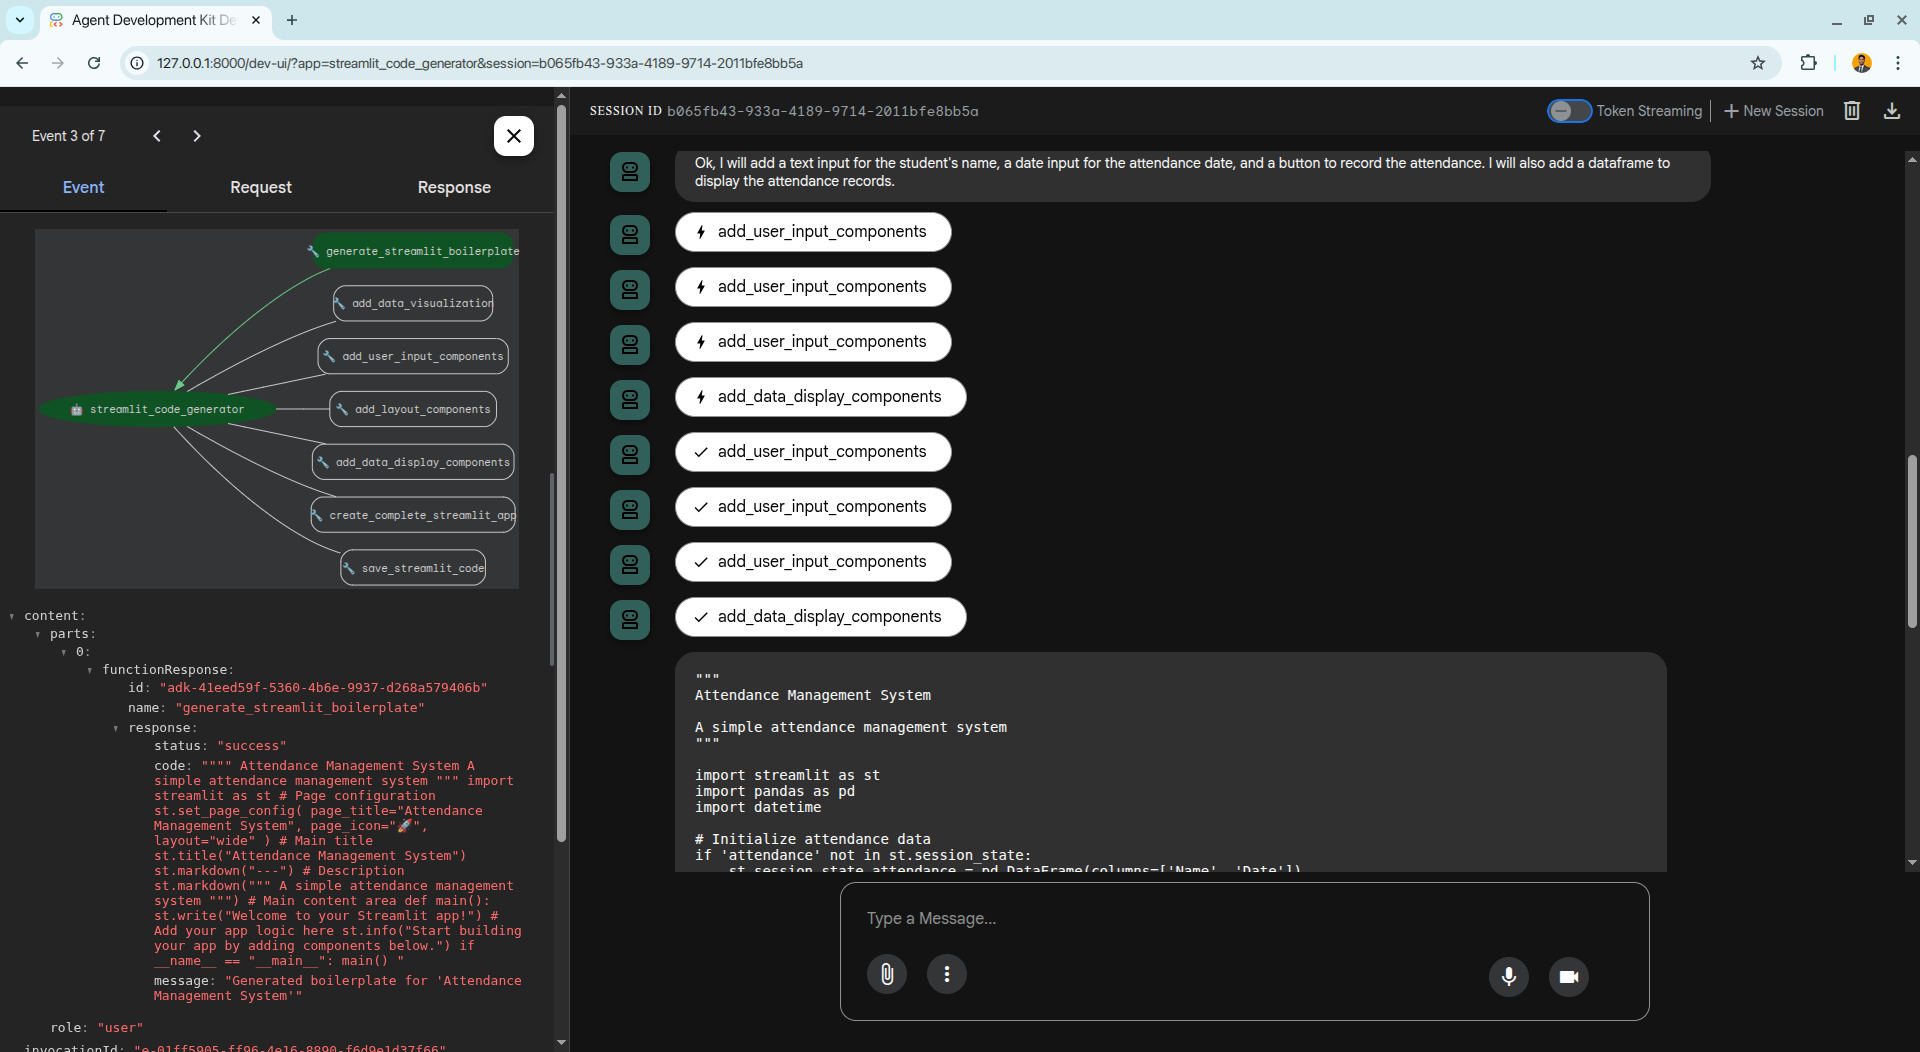 Agent Development Kit De
127.0.0.1:8000/dev-ui/?app=streamlit_code_generator&session=b065fb43-933a-4189-9714-2011bfe8bb5a
Event 3 of 7
Event
Request
Response
generate_streamlit_boilerplate
add_data_visualization
add_user_input_components
streamlit_code_generator
add_layout_components
add_data_display_components
create_complete_streamlit_app
save_streamlit_code
content:
parts:
0:
functionResponse:
id: "adk-41eed59f-5360-4b6e-9937-d268a579406b"
name: "generate_streamlit_boilerplate"
response:
status: "success"
code: """" Attendance Management System A
simple attendance management system """ import
streamlit as st # Page configuration
st.set_page_config( page_title="Attendance
Management System", page_icon="🚀",
layout="wide" ) # Main title
st.title("Attendance Management System")
st.markdown("---") # Description
st.markdown(""" A simple attendance management
system """) # Main content area def main():
st.write("Welcome to your Streamlit app!") #
Add your app logic here st.info("Start building
your app by adding components below.") if
__name__ == "__main__": main() "
message: "Generated boilerplate for 'Attendance
Management System'"
role: "user"
invocationId: "e-01ff5905-ff96-4e16-8890-f6d9e1d37f66"
SESSION ID b065fb43-933a-4189-9714-2011bfe8bb5a
Token Streaming
New Session
Ok, I will add a text input for the student's name, a date input for the attendance date, and a button to record the attendance. I will also add a dataframe to
display the attendance records.
add_user_input_components
add_user_input_components
add_user_input_components
add_data_display_components
add_user_input_components
add_user_input_components
add_user_input_components
add_data_display_components
"""
Attendance Management System
A simple attendance management system
"""
import streamlit as st
import pandas as pd
import datetime
# Initialize attendance data
if 'attendance' not in st.session_state:
st.session_state.attendance = pd.DataFrame(columns=['Name', 'Date'])
Type a Message...